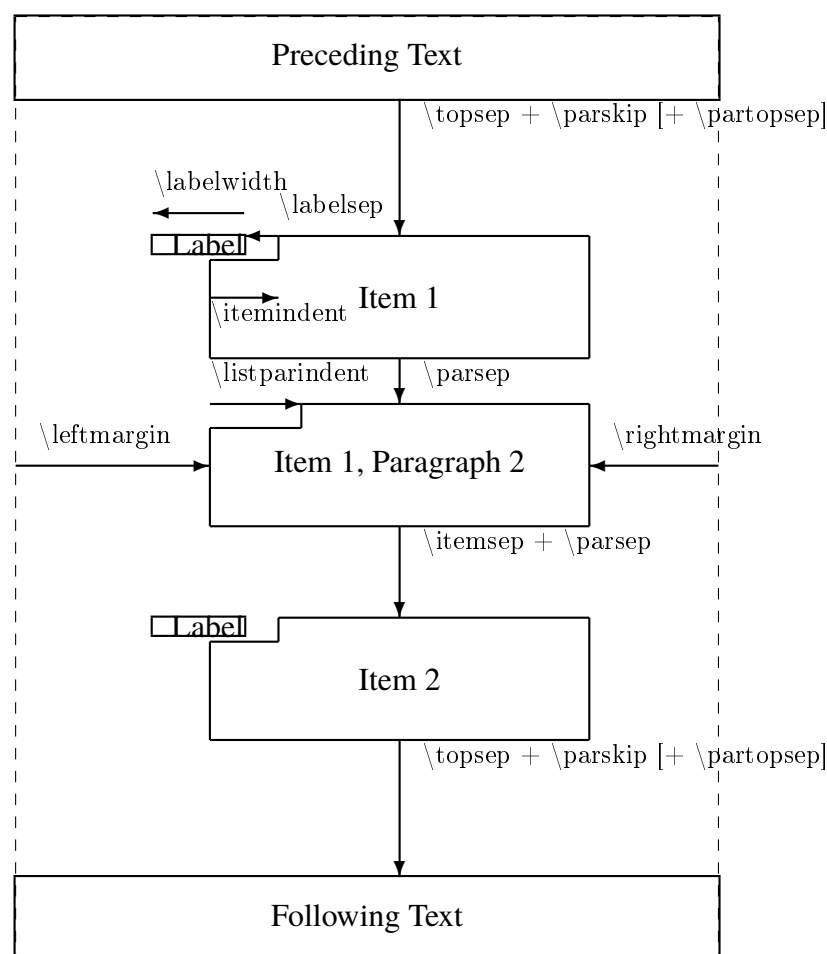 Preceding Text
\topsep + \parskip [+ \partopsep]
\labelwidth
\labelsep
Label
Item 1
\itemindent
\listparindent
\parsep
\leftmargin
\rightmargin
Item 1, Paragraph 2
\itemsep + \parsep
Label
Item 2
\topsep + \parskip [+ \partopsep]
Following Text